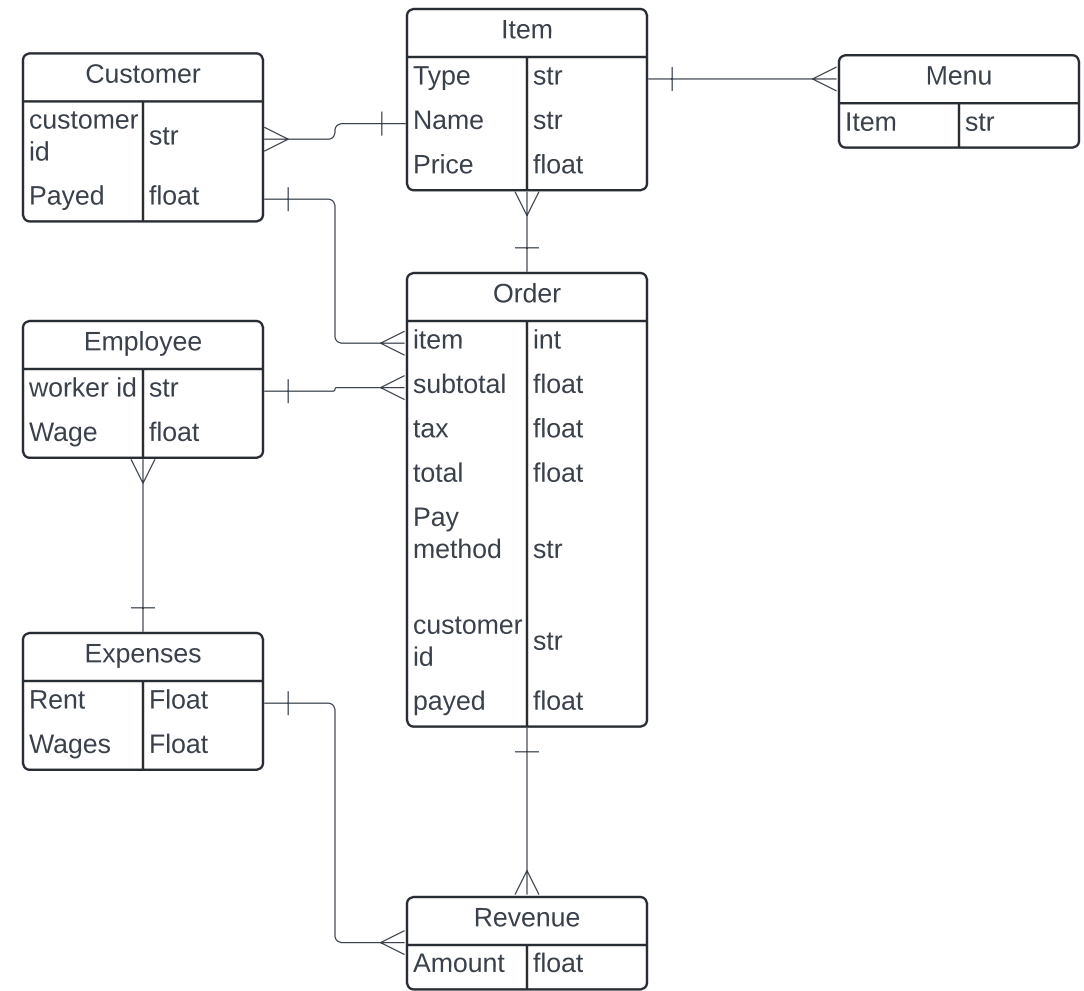 Item
Type str
Name str
Price float
Customer
customer
id
str
Payed float
Menu
Item str
Order
item int
subtotal float
tax float
total float
Pay
method str
customer
id
str
payed float
Employee
worker id str
Wage float
Expenses
Rent Float
Wages Float
Revenue
Amount float